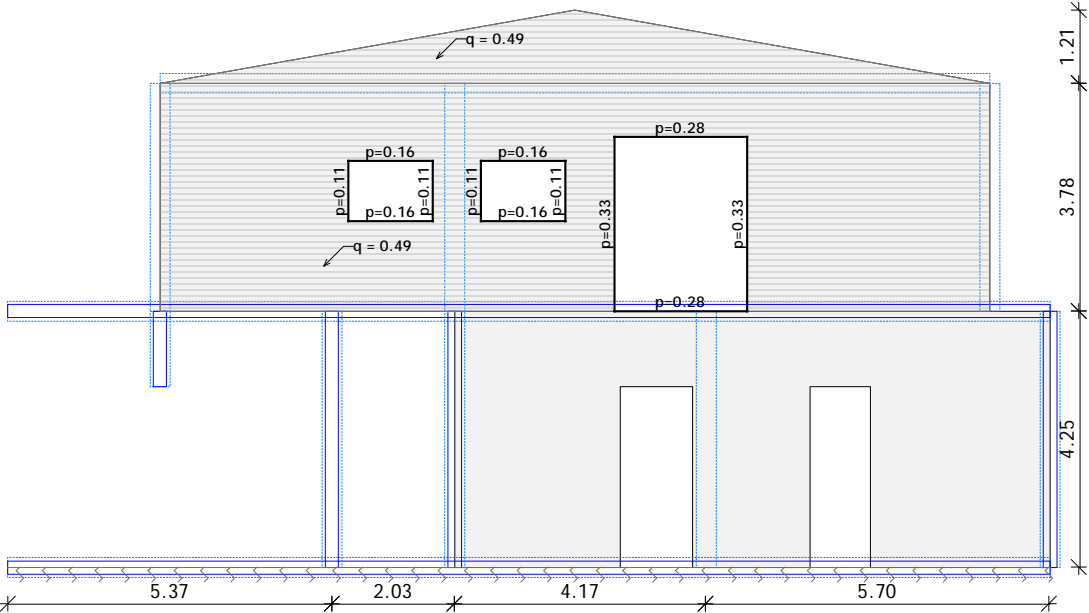 1.21
q = 0.49
p=0.28
p=0.16
p=0.16
p=0.11
p=0.11
p=0.11
p=0.11
3.78
p=0.16
p=0.16
p=0.33
p=0.33
q = 0.49
p=0.28
4.25
5.37
2.03
4.17
5.70